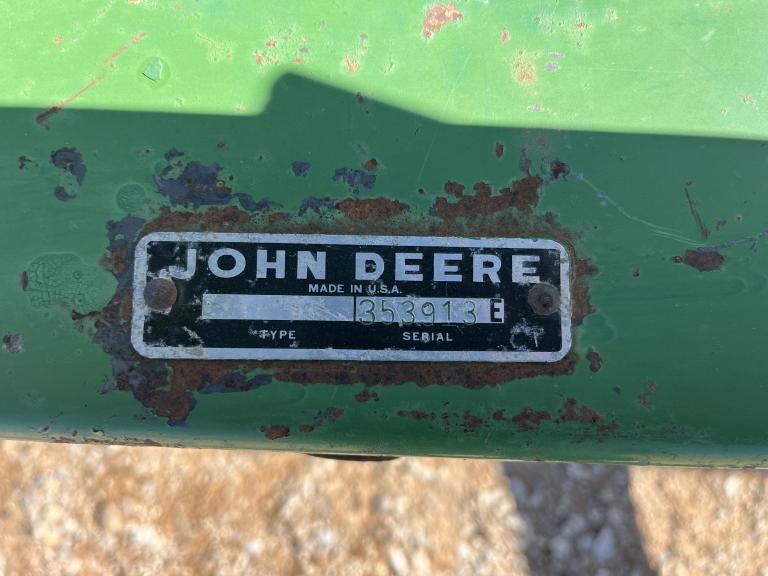 JOHN DEERE
MADE IN U.S.A.
353913 E
TYPE SERIAL